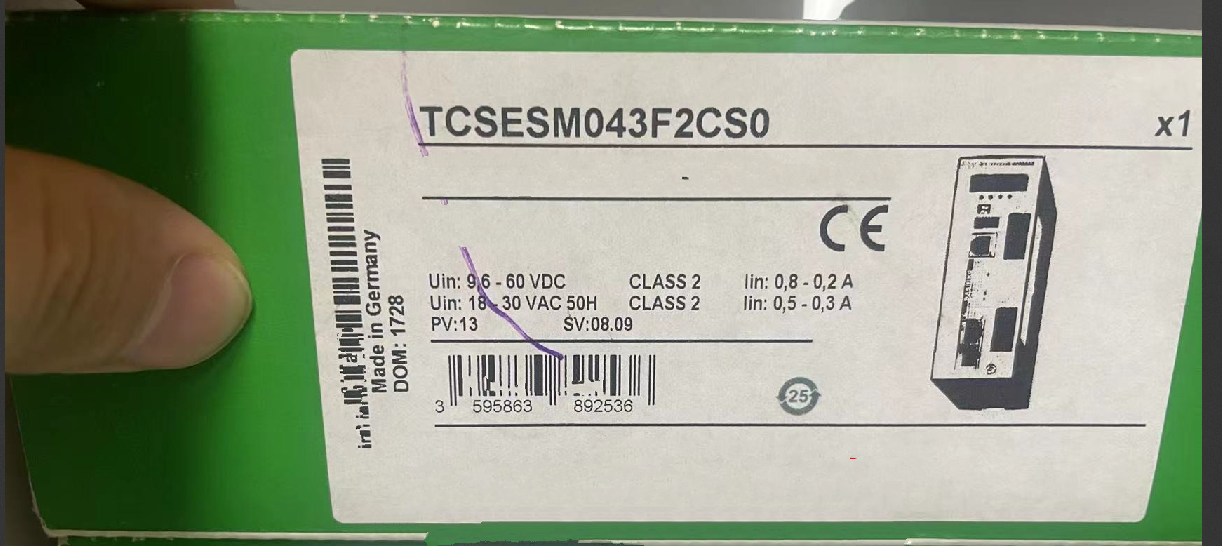 TCSESM043F2CS0
x1
CE
Uin: 9,6 - 60 VDC CLASS 2 Iin: 0,8 - 0,2 A
Uin: 18 - 30 VAC 50H CLASS 2 Iin: 0,5 - 0,3 A
PV:13 SV:08.09
3 595863 892536
25
Made in Germany
DOM: 1728